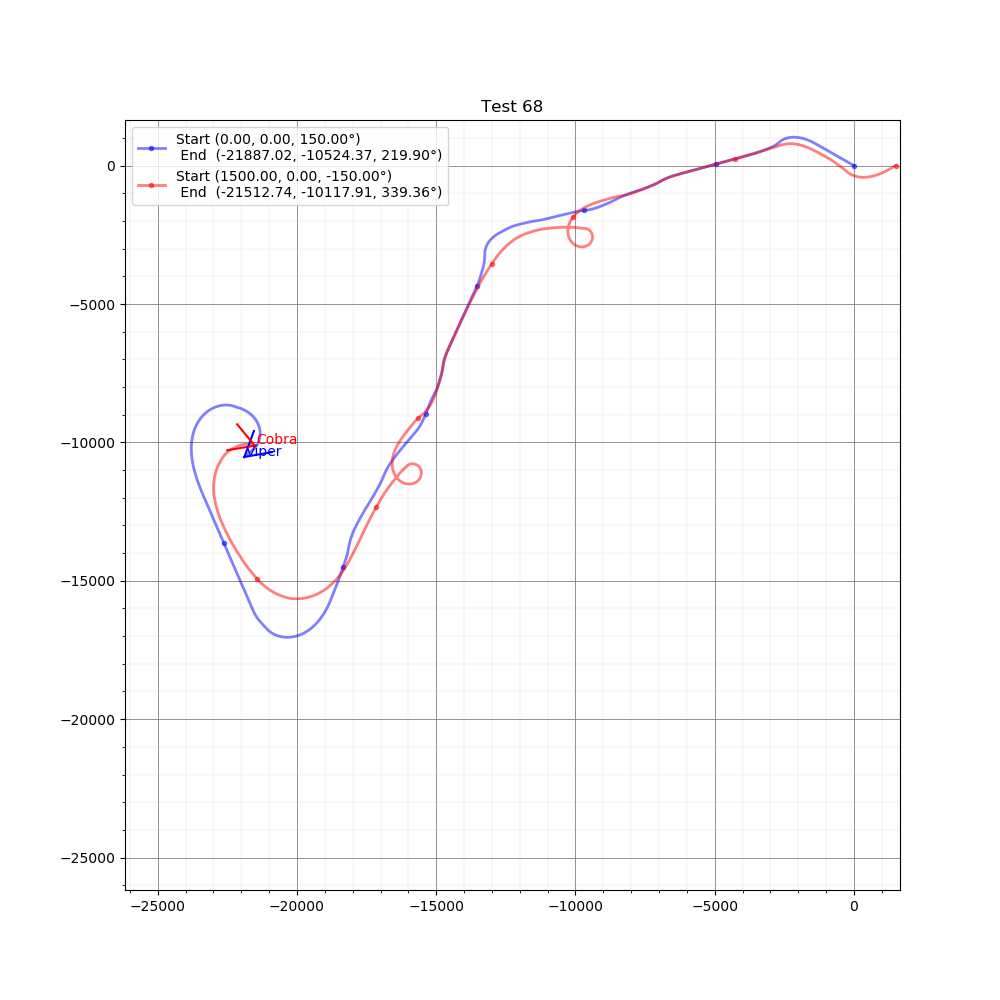 Test 68
Start (0.00, 0.00, 150.00°)
End  (-21887.02, -10524.37, 219.90°)
Start (1500.00, 0.00, -150.00°)
End  (-21512.74, -10117.91, 339.36°)
0
−5000
−10000
−15000
−20000
−25000
Cobra
Viper
−25000 −20000 −15000 −10000 −5000 0